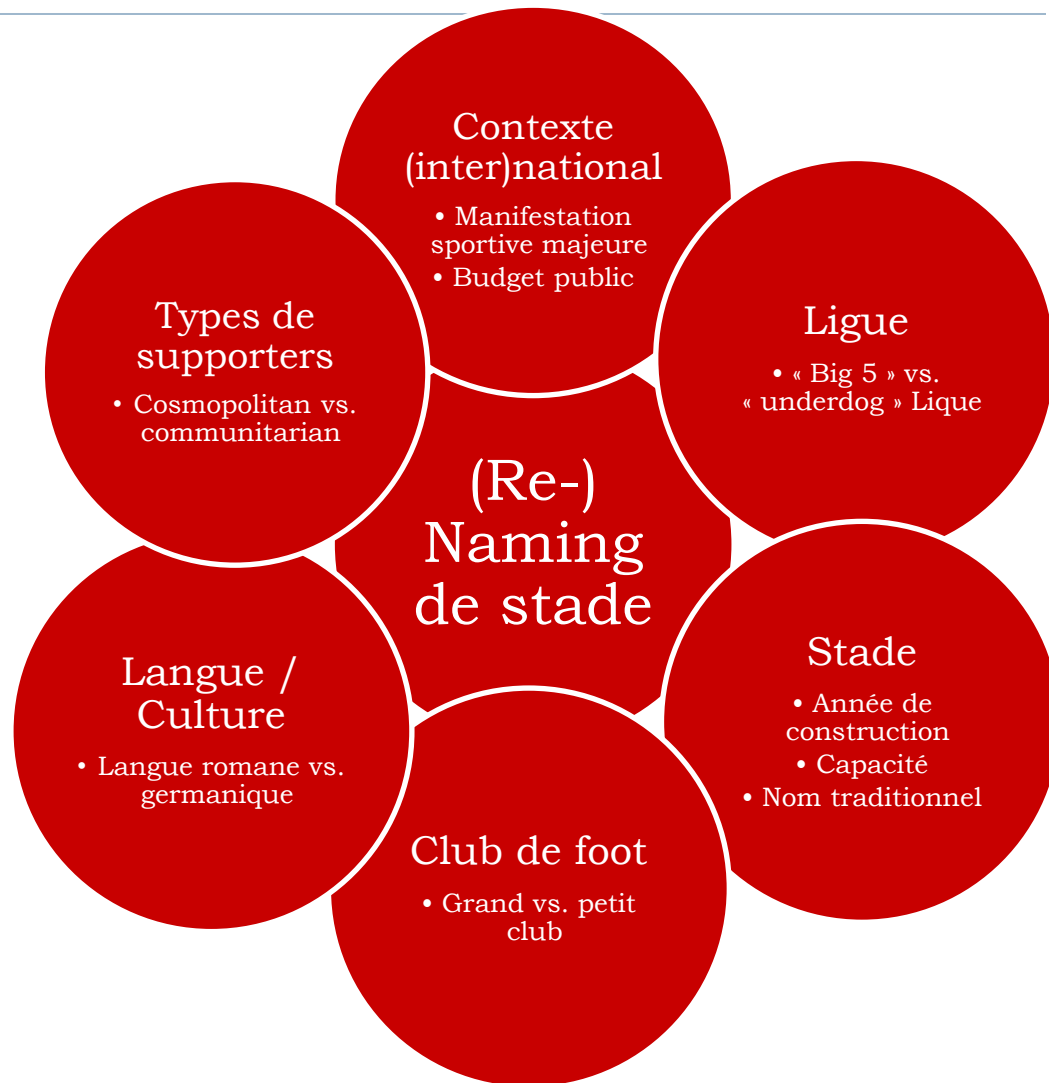 Contexte
(inter)national
• Manifestation
sportive majeure
• Budget public
Ligue
• « Big 5 » vs.
« underdog » Lique
Stade
• Année de
construction
• Capacité
• Nom traditionnel
Club de foot
• Grand vs. petit
club
Langue /
Culture
• Langue romane vs.
germanique
Types de
supporters
• Cosmopolitan vs.
communitarian
(Re-)
Naming
de stade